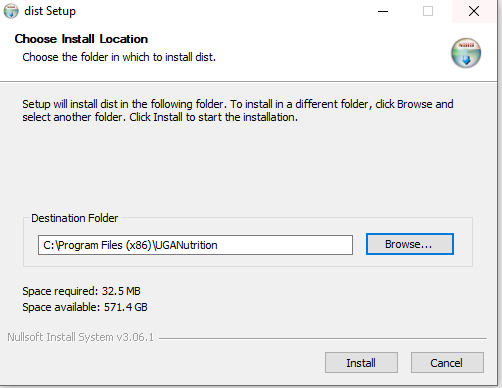 dist Setup
Choose Install Location
Choose the folder in which to install dist.
Setup will install dist in the following folder. To install in a different folder, click Browse and
select another folder. Click Install to start the installation.
Destination Folder
C:\Program Files (x86)\UGANutrition
Browse...
Space required: 32.5 MB
Space available: 571.4 GB
Nullsoft Install System v3.06.1
Install
Cancel